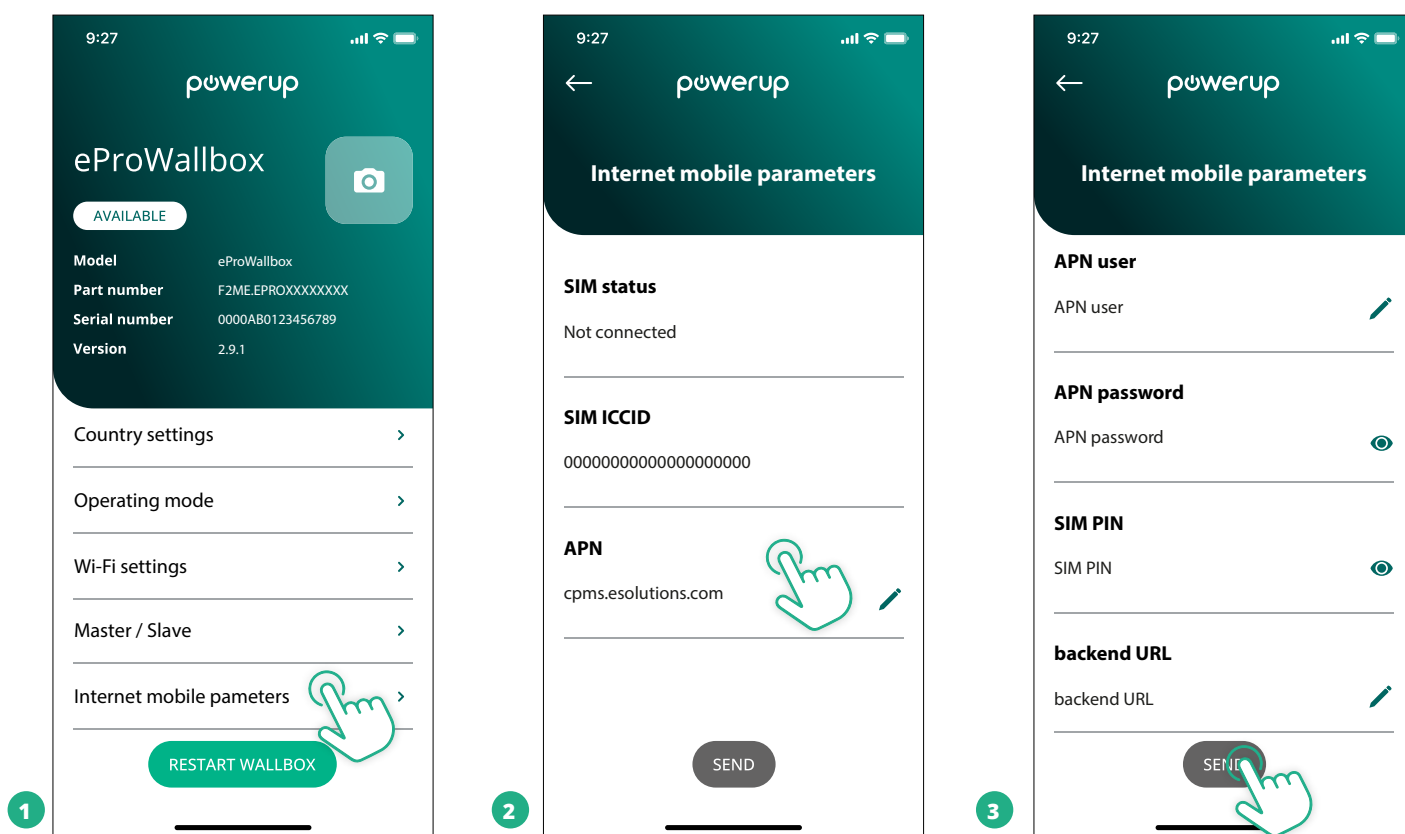 9:27
powerup
eProWallbox
AVAILABLE
Model eProWallbox
Part number F2ME.EPROXXXXXXXX
Serial number 0000AB0123456789
Version 2.9.1
Country settings
Operating mode
Wi-Fi settings
Master / Slave
Internet mobile pameters
RESTART WALLBOX
1
9:27
powerup
Internet mobile parameters
SIM status
Not connected
SIM ICCID
00000000000000000000
APN
cpms.esolutions.com
SEND
2
9:27
powerup
Internet mobile parameters
APN user
APN user
APN password
APN password
SIM PIN
SIM PIN
backend URL
backend URL
SEND
3